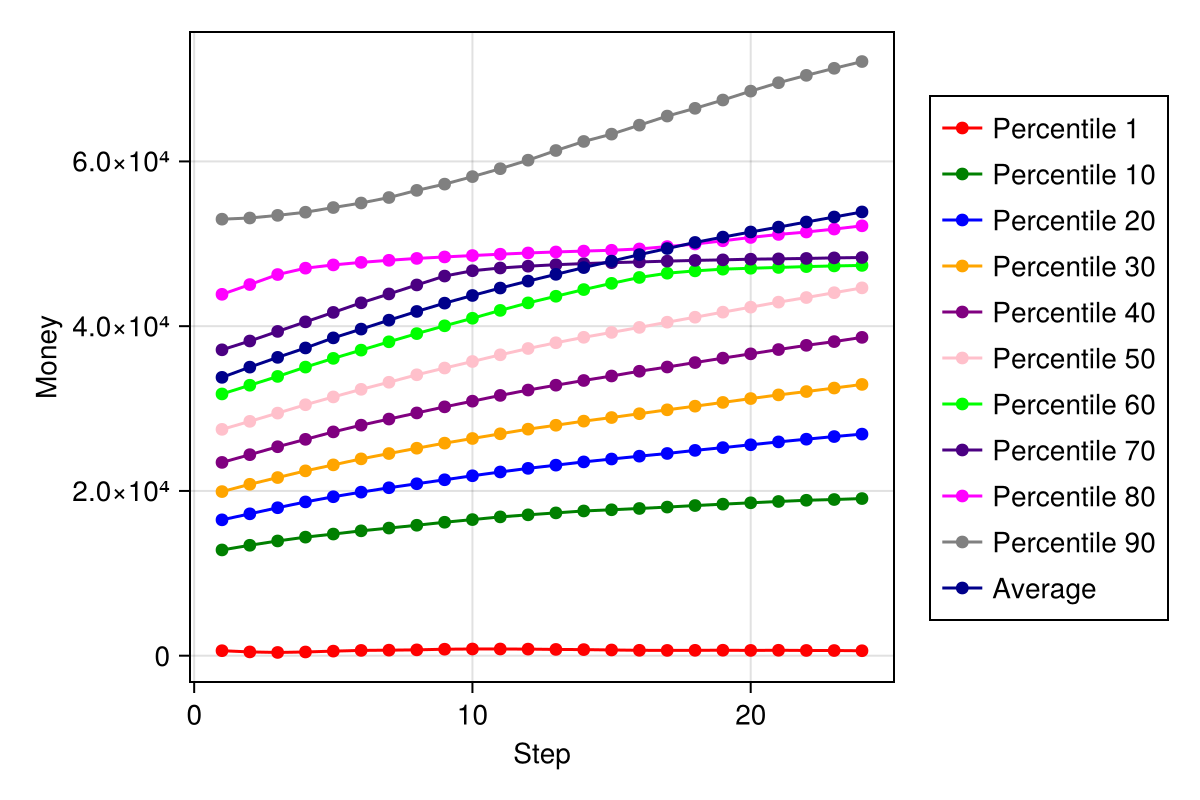 6.0×10⁴
4.0×10⁴
2.0×10⁴
0
Money
0
10
20
Step
Percentile 1
Percentile 10
Percentile 20
Percentile 30
Percentile 40
Percentile 50
Percentile 60
Percentile 70
Percentile 80
Percentile 90
Average